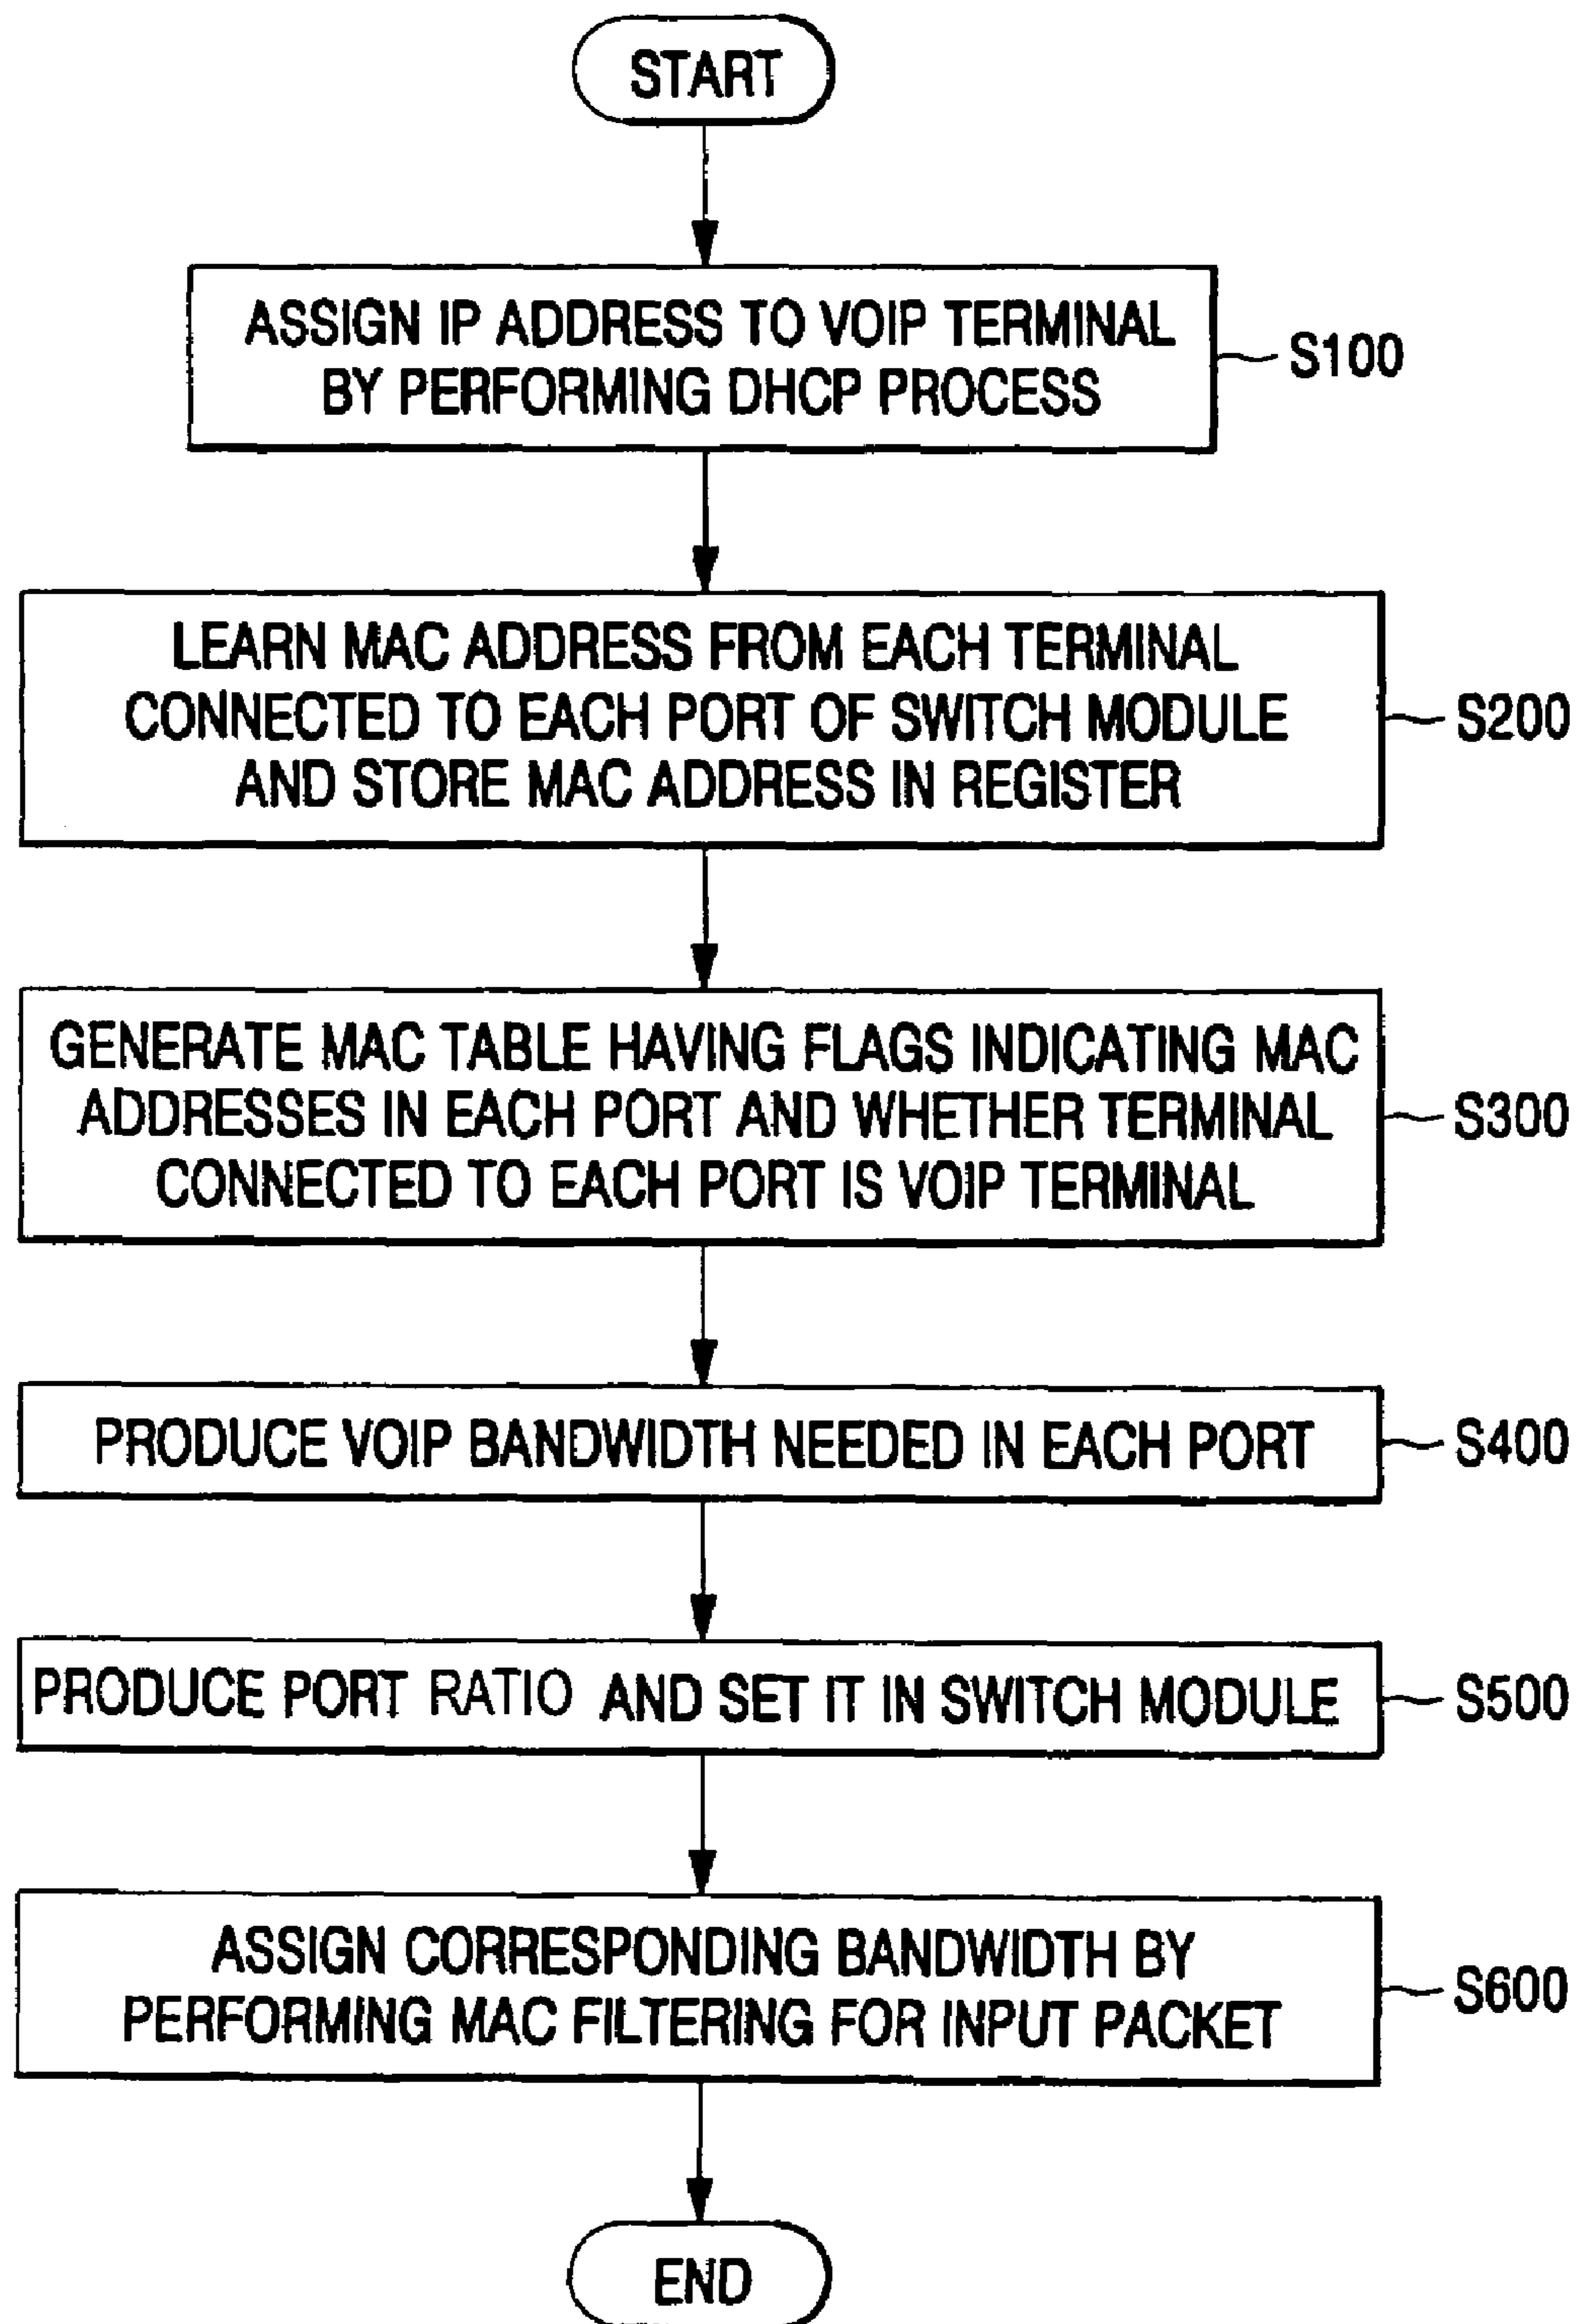 START
ASSIGN IP ADDRESS TO VOIP TERMINAL
BY PERFORMING DHCP PROCESS
S100
LEARN MAC ADDRESS FROM EACH TERMINAL
CONNECTED TO EACH PORT OF SWITCH MODULE
AND STORE MAC ADDRESS IN REGISTER
S200
GENERATE MAC TABLE HAVING FLAGS INDICATING MAC
ADDRESSES IN EACH PORT AND WHETHER TERMINAL
CONNECTED TO EACH PORT IS VOIP TERMINAL
S300
PRODUCE VOIP BANDWIDTH NEEDED IN EACH PORT
S400
PRODUCE PORT RATIO AND SET IT IN SWITCH MODULE
S500
ASSIGN CORRESPONDING BANDWIDTH BY
PERFORMING MAC FILTERING FOR INPUT PACKET
S600
END